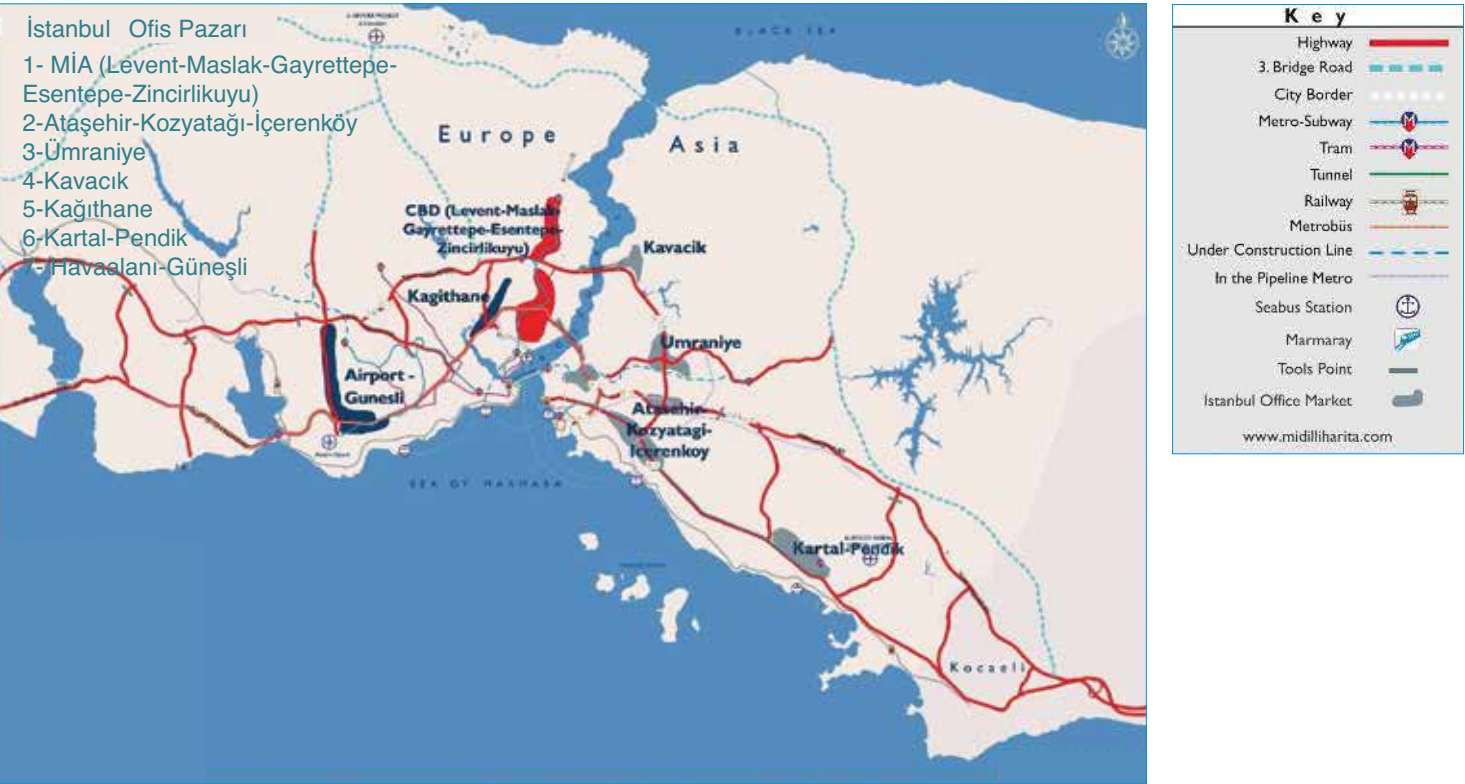 İstanbul Ofis Pazarı
1- MİA (Levent-Maslak-Gayrettepe-
Esentepe-Zincirlikuyu)
2-Ataşehir-Kozyatağı-İçerenköy
3-Ümraniye
4-Kavacık
5-Kağıthane
6-Kartal-Pendik
7- Havaalanı-Güneşli
BLACK SEA
Europe
Asia
CBD (Levent-Maslak-
Gayrettepe-Esentepe-
Zincirlikuyu)
Kavacik
Kagithane
Umraniye
Airport -
Gunesli
Atasehir-
Kozyatagi-
Icerenkoy
SEA OF MARMARA
Kartal-Pendik
Kocaeli
Key
Highway
3. Bridge Road
City Border
Metro-Subway
Tram
Tunnel
Railway
Metrobüs
Under Construction Line
In the Pipeline Metro
Seabus Station
Marmaray
Tools Point
İstanbul Office Market
www.midilliharita.com